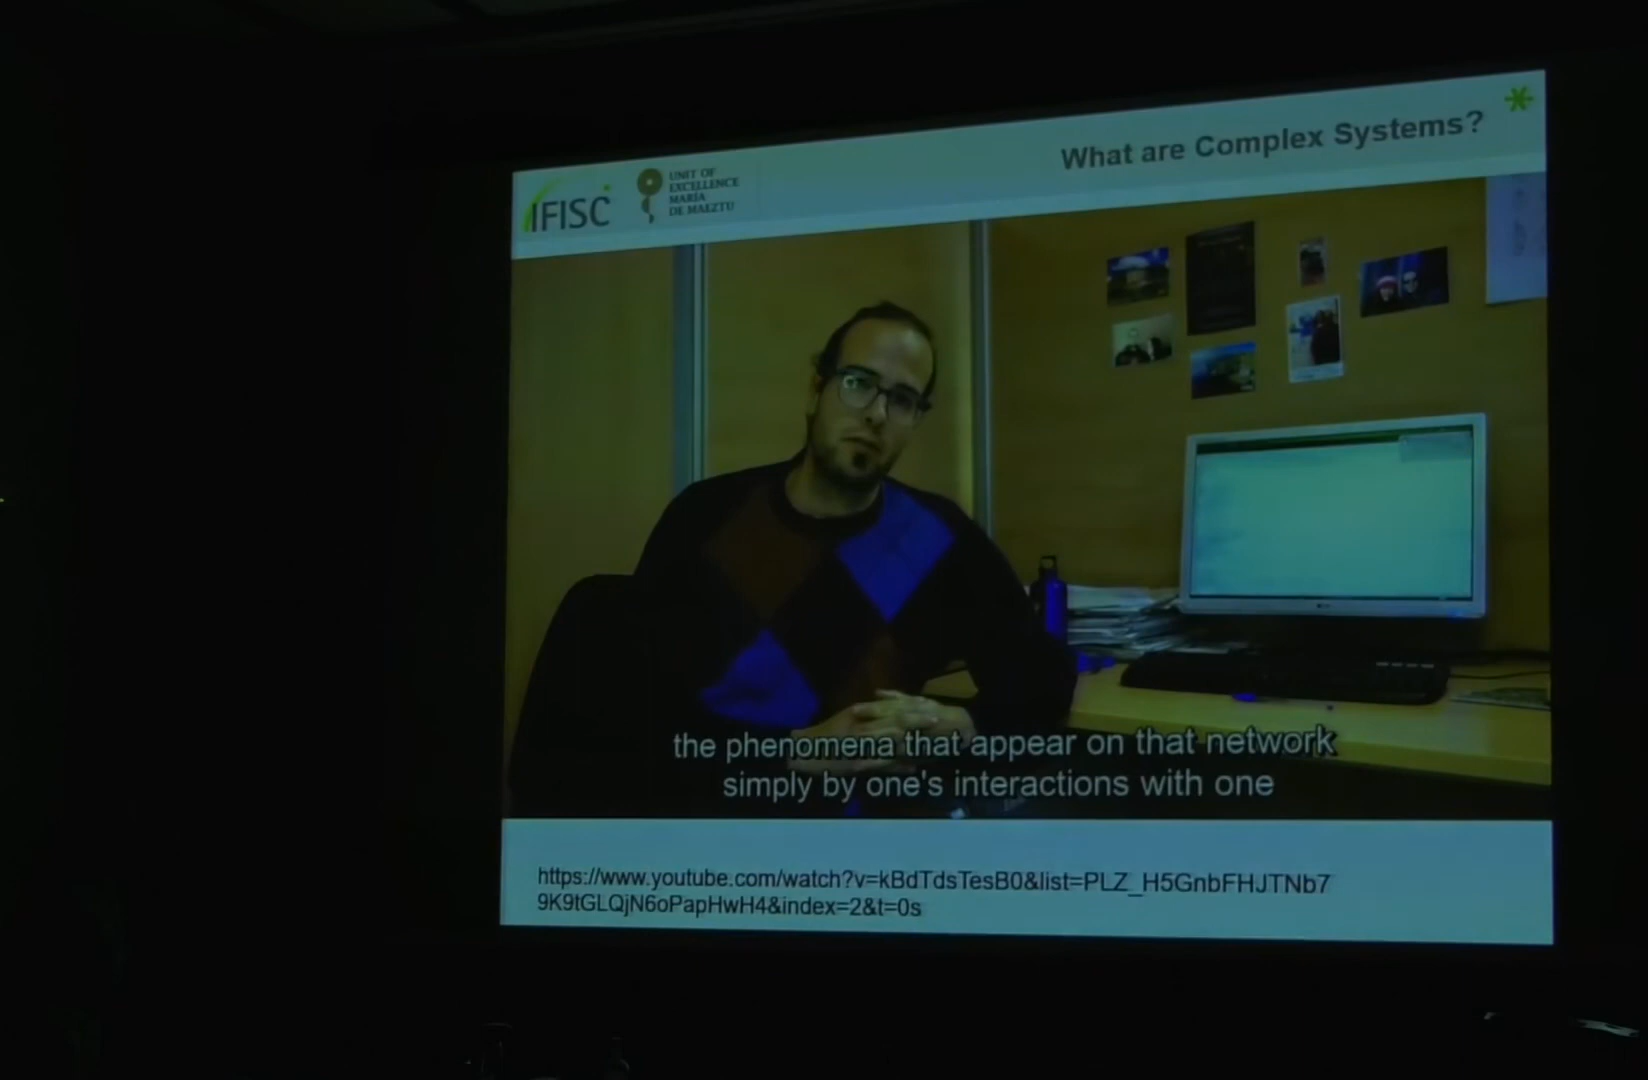 What are Complex Systems?
IFISC
UNIT OF
EXCELLENCE
MARÍA
DE MAEZTU
the phenomena that appear on that network
simply by one's interactions with one
https://www.youtube.com/watch?v=kBdTdsTesB0&list=PLZ_H5GnbFHJTNb7
9K9tGLQjN6oPapHwH4&index=2&t=0s